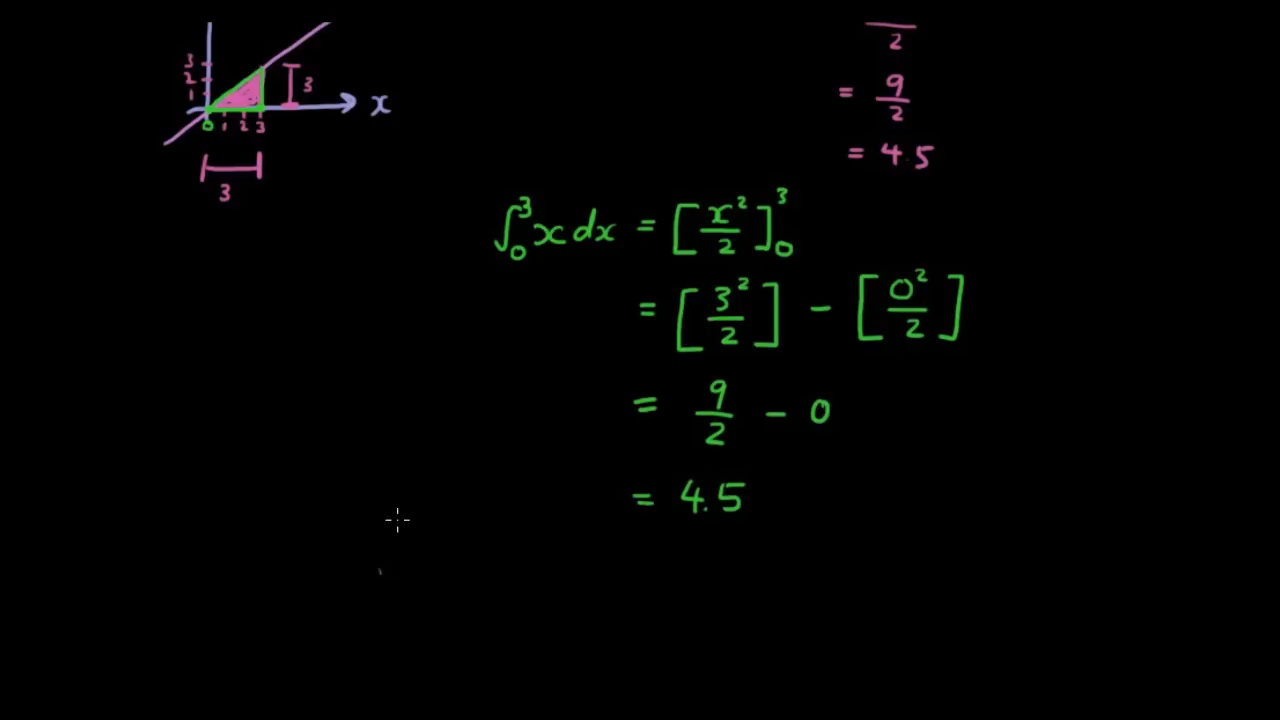 3
2
1
0 1 2 3
3
x
3
2
= 9/2
= 4.5
∫₀³ x dx = [x²/2]₀³
= [3²/2] - [0²/2]
= 9/2 - 0
= 4.5